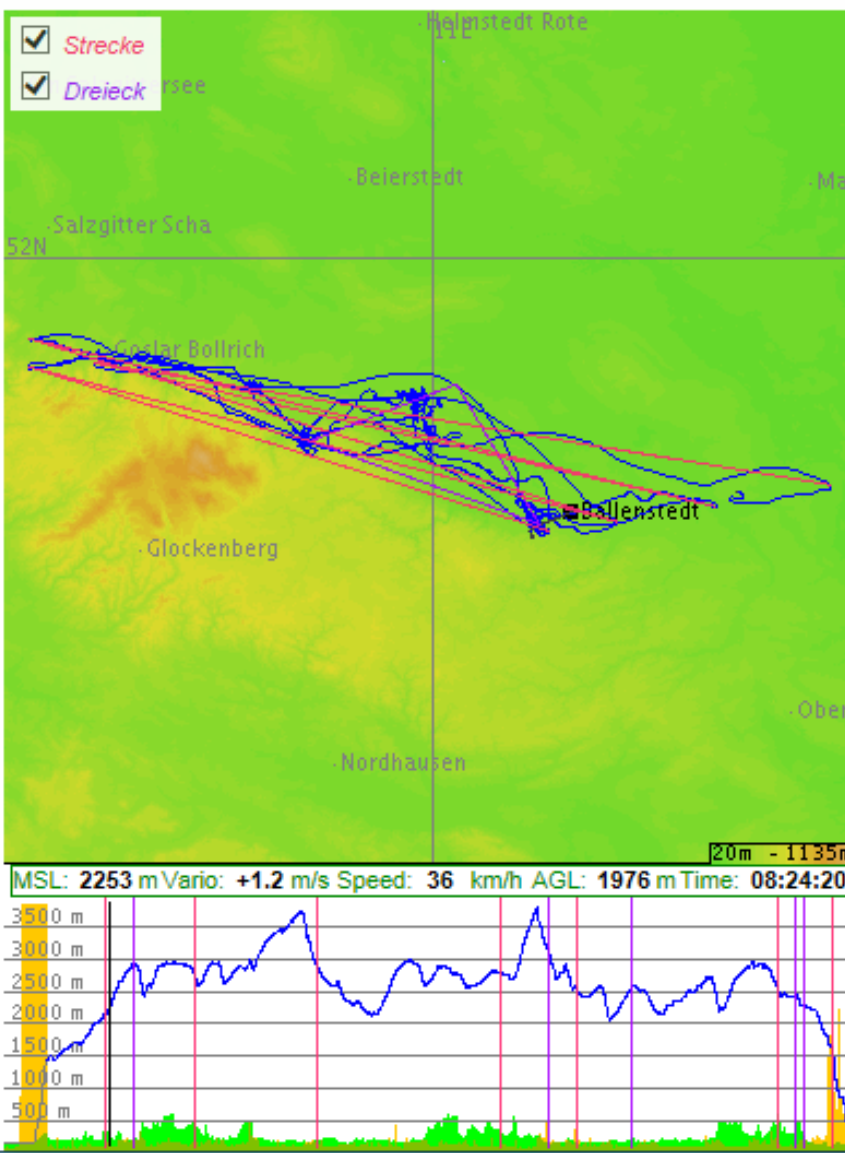 Helmstedt Rote
11E
Strecke
Dreieck
rsee
Beierstedt
Ma
Salzgitter Scha
52N
Goslar Bollrich
Ballenstedt
Glockenberg
Ober
Nordhausen
20m - 1135m
MSL: 2253 m Vario: +1.2 m/s Speed: 36 km/h AGL: 1976 m Time: 08:24:20
3500 m
3000 m
2500 m
2000 m
1500 m
1000 m
500 m